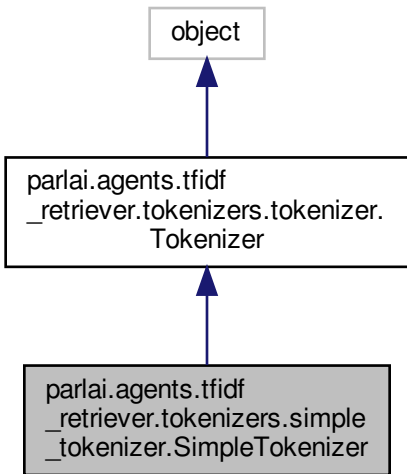 object
parlai.agents.tfidf
_retriever.tokenizers.tokenizer.
Tokenizer
parlai.agents.tfidf
_retriever.tokenizers.simple
_tokenizer.SimpleTokenizer